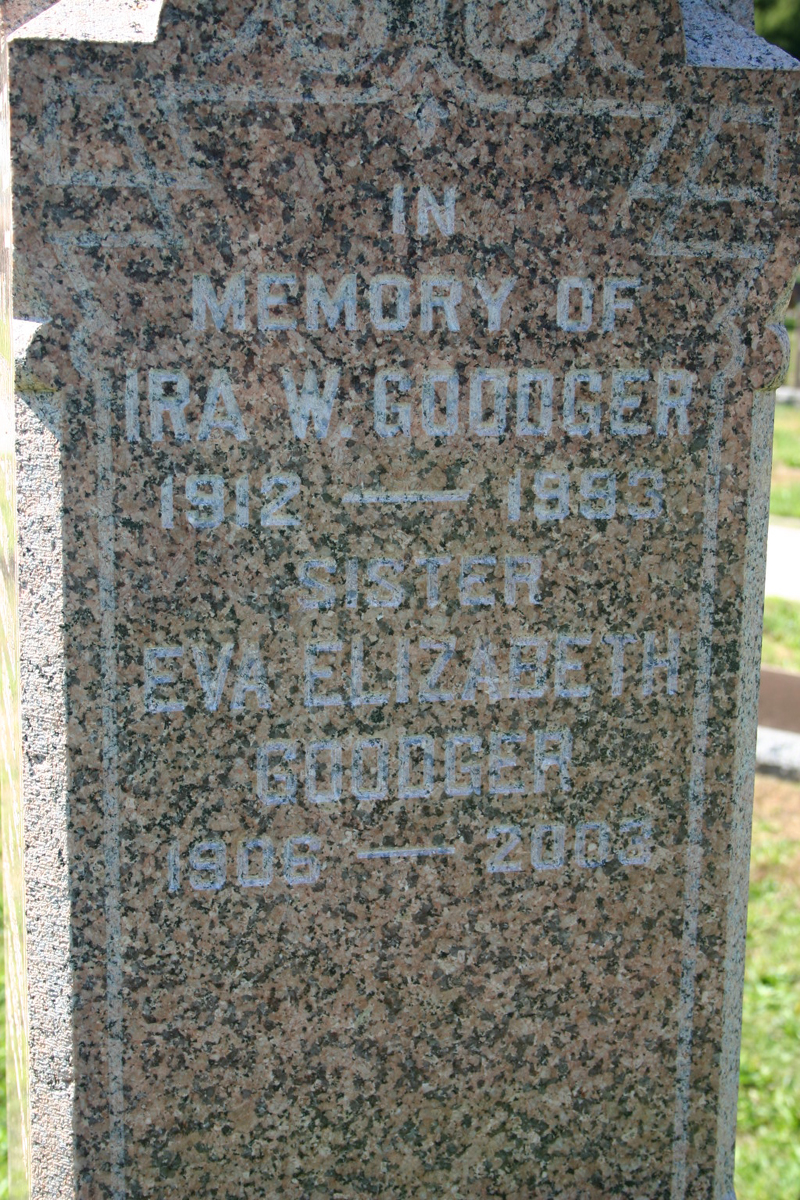 IN
MEMORY OF
IRA W. GOODGER
1912 — 1993
SISTER
EVA ELIZABETH
GOODGER
1906 — 2003